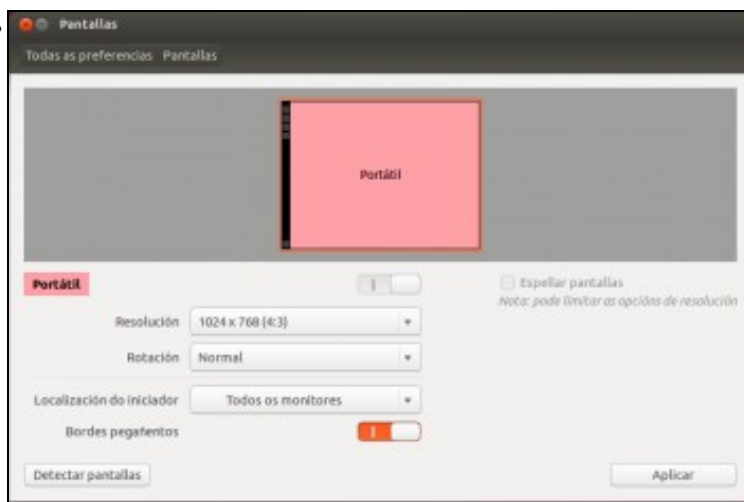 Pantallas
Todas as preferencias Pantallas
Portátil
Portátil
Espellar pantallas
Nota: pode limitar as opcións de resolución
Resolución 1024 x 768 (4:3)
Rotación Normal
Localización do iniciador Todos os monitores
Bordes pegañentos
Detectar pantallas Aplicar